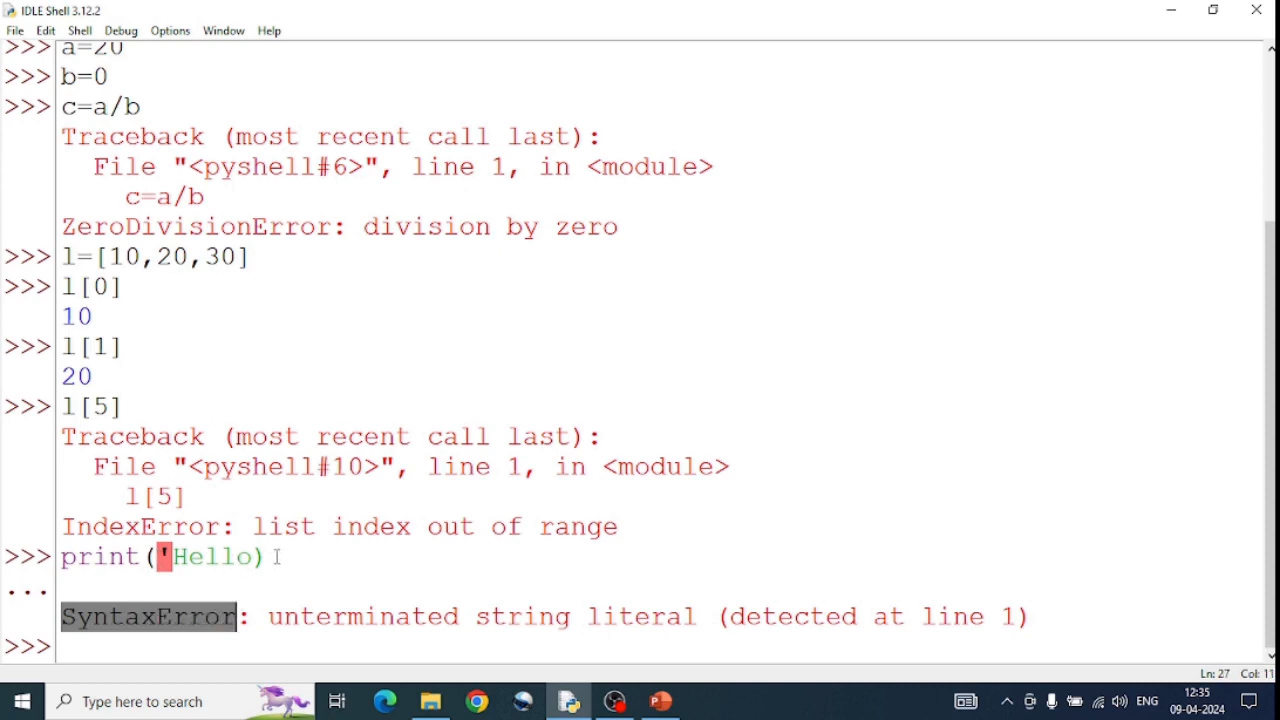 IDLE Shell 3.12.2
File Edit Shell Debug Options Window Help
>>> a=20
>>> b=0
>>> c=a/b
Traceback (most recent call last):
  File "<pyshell#6>", line 1, in <module>
    c=a/b
ZeroDivisionError: division by zero
>>> l=[10,20,30]
>>> l[0]
10
>>> l[1]
20
>>> l[5]
Traceback (most recent call last):
  File "<pyshell#10>", line 1, in <module>
    l[5]
IndexError: list index out of range
>>> print('Hello)
...
SyntaxError: unterminated string literal (detected at line 1)
>>>
Ln: 27 Col: 11
Type here to search
ENG
12:35
09-04-2024